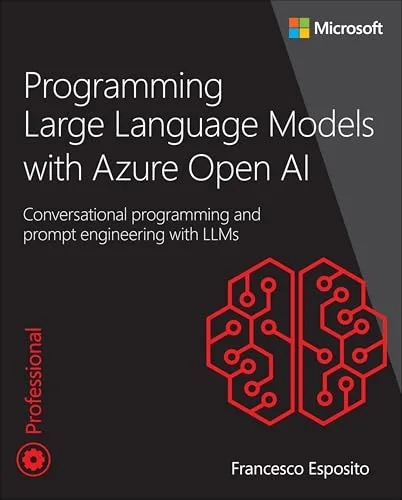 Microsoft
Programming
Large Language Models
with Azure Open AI
Conversational programming and
prompt engineering with LLMs
Professional
Francesco Esposito